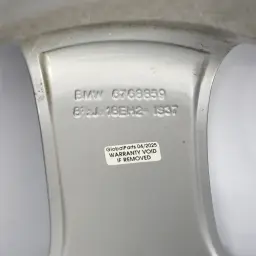 BMW 6768859
8½J×18EH2+ IS37
GlobalParts 04/2025
WARRANTY VOID
IF REMOVED